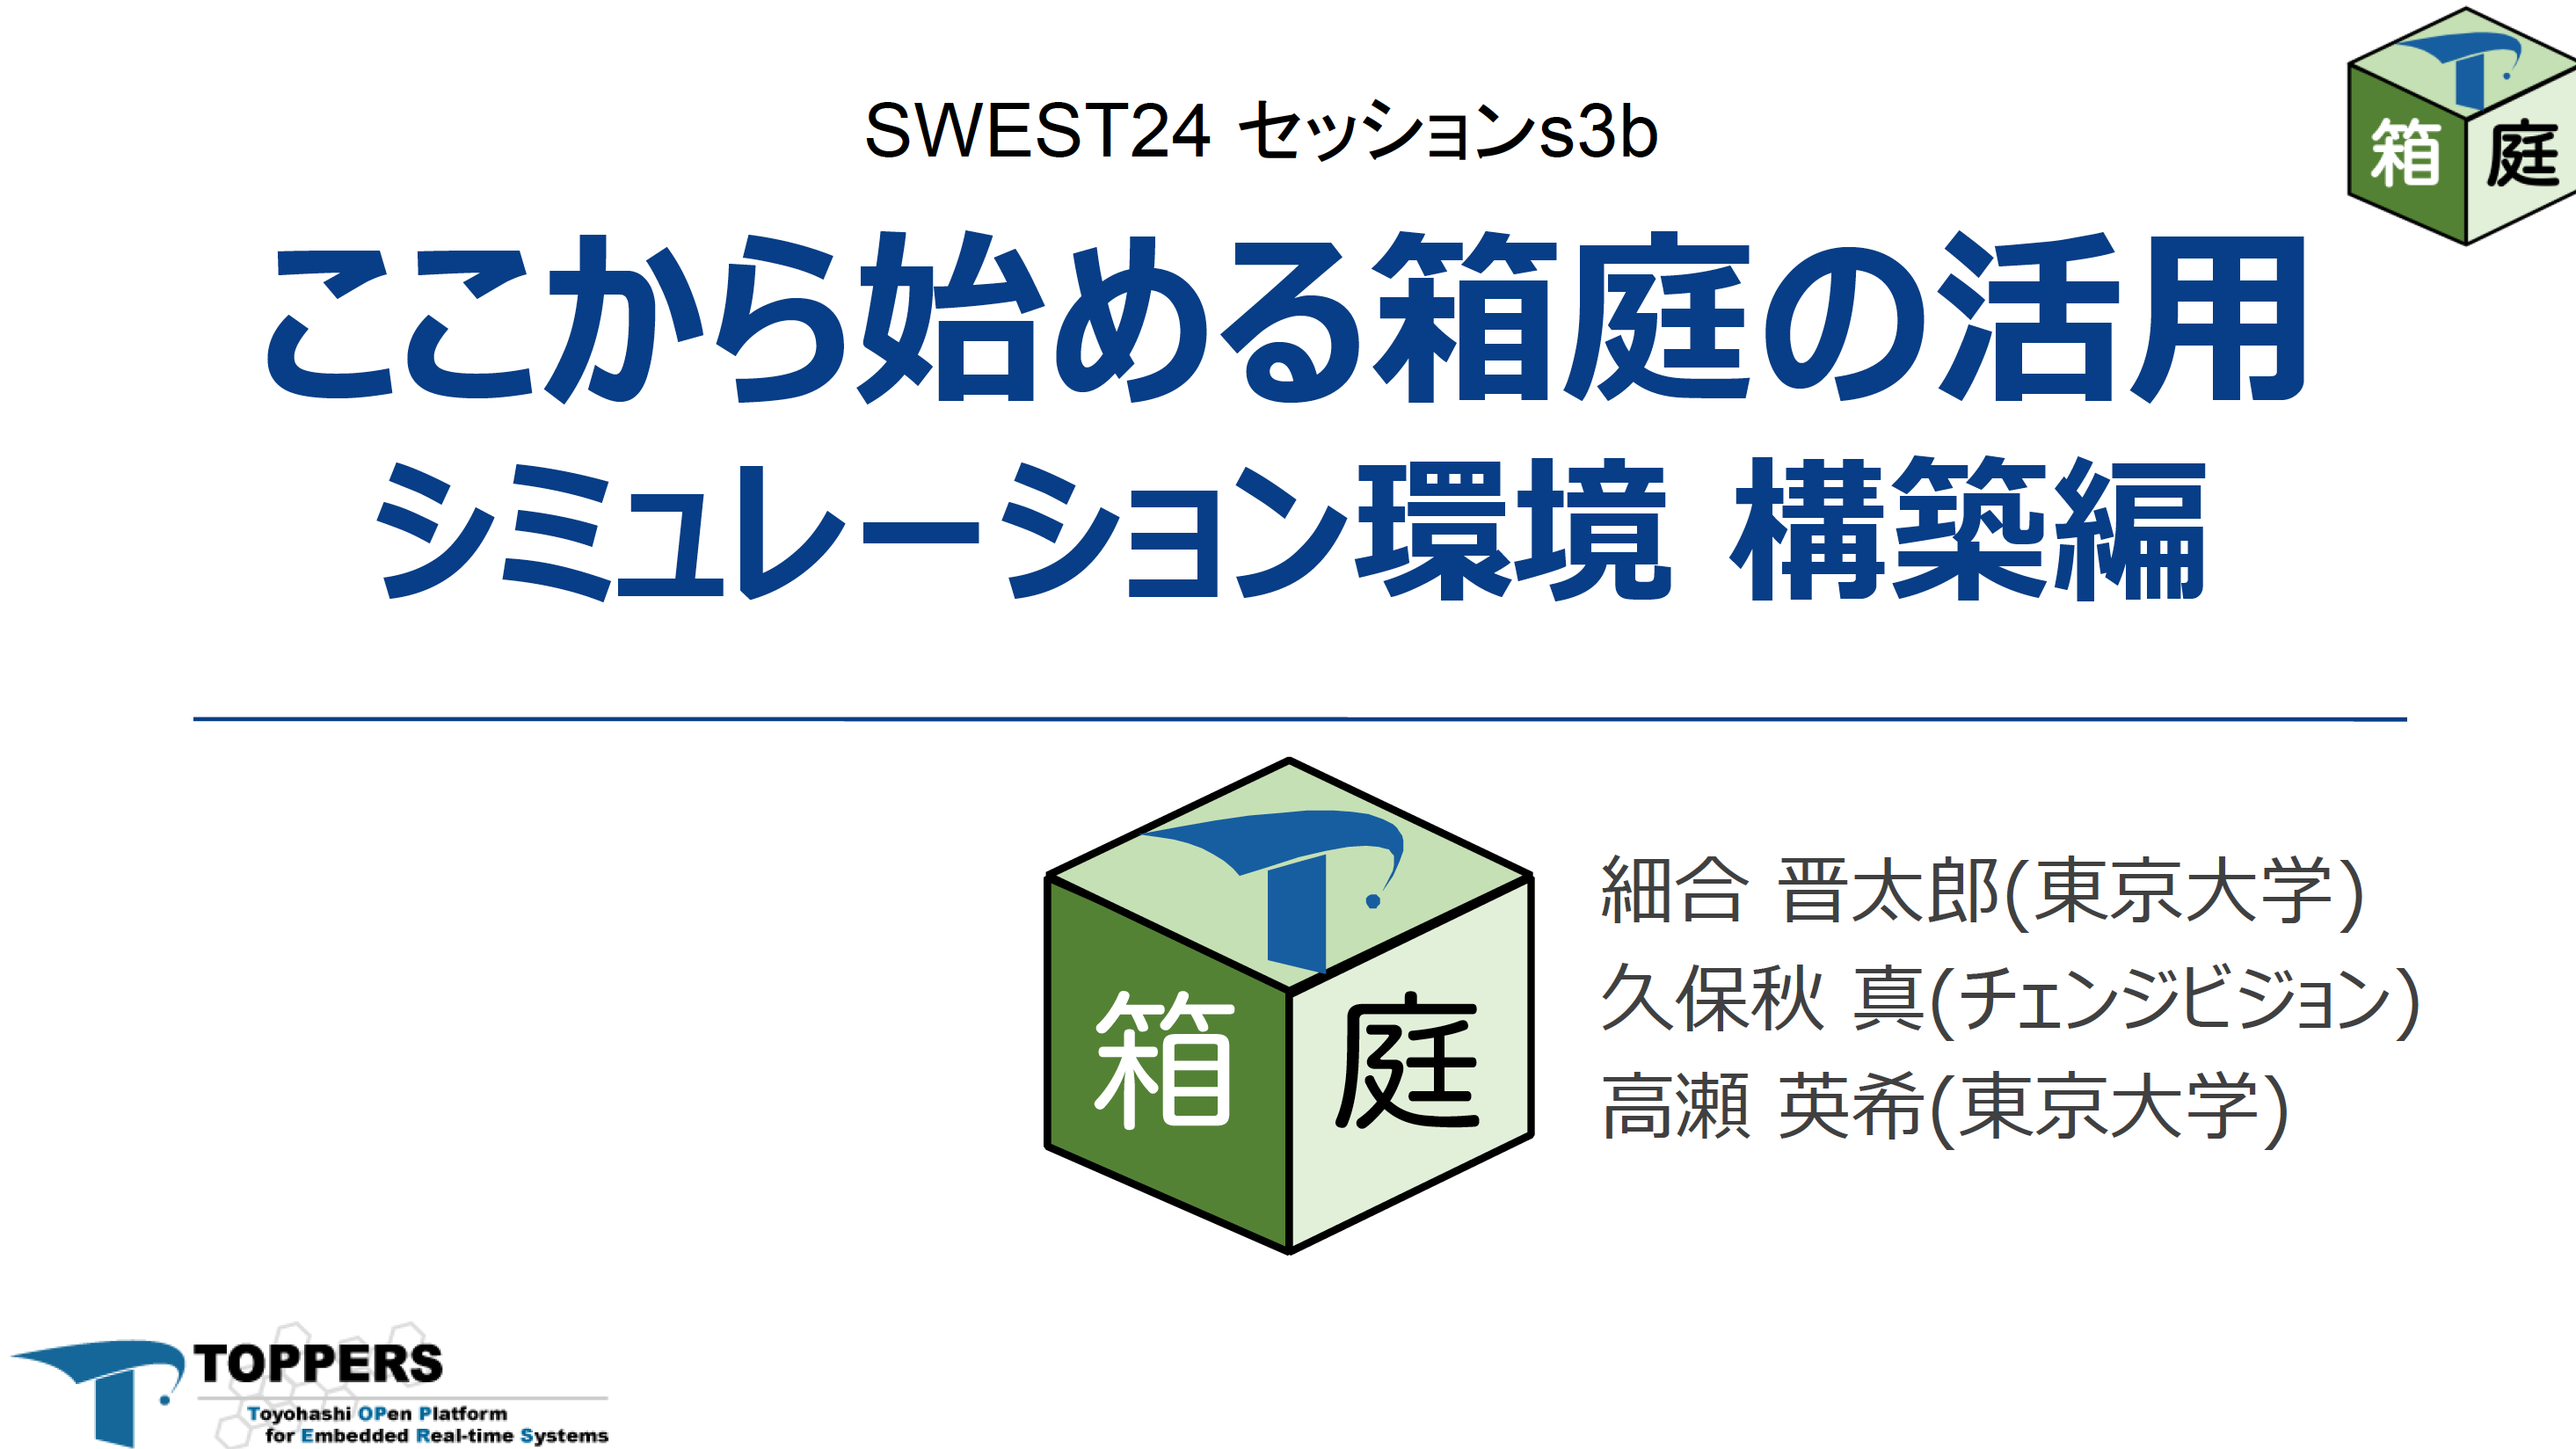 SWEST24 セッションs3b
箱 庭
ここから始める箱庭の活用
シミュレーション環境 構築編
箱 庭
細合 晋太郎(東京大学)
久保秋 真(チェンジビジョン)
高瀬 英希(東京大学)
TOPPERS
Toyohashi OPen Platform
for Embedded Real-time Systems